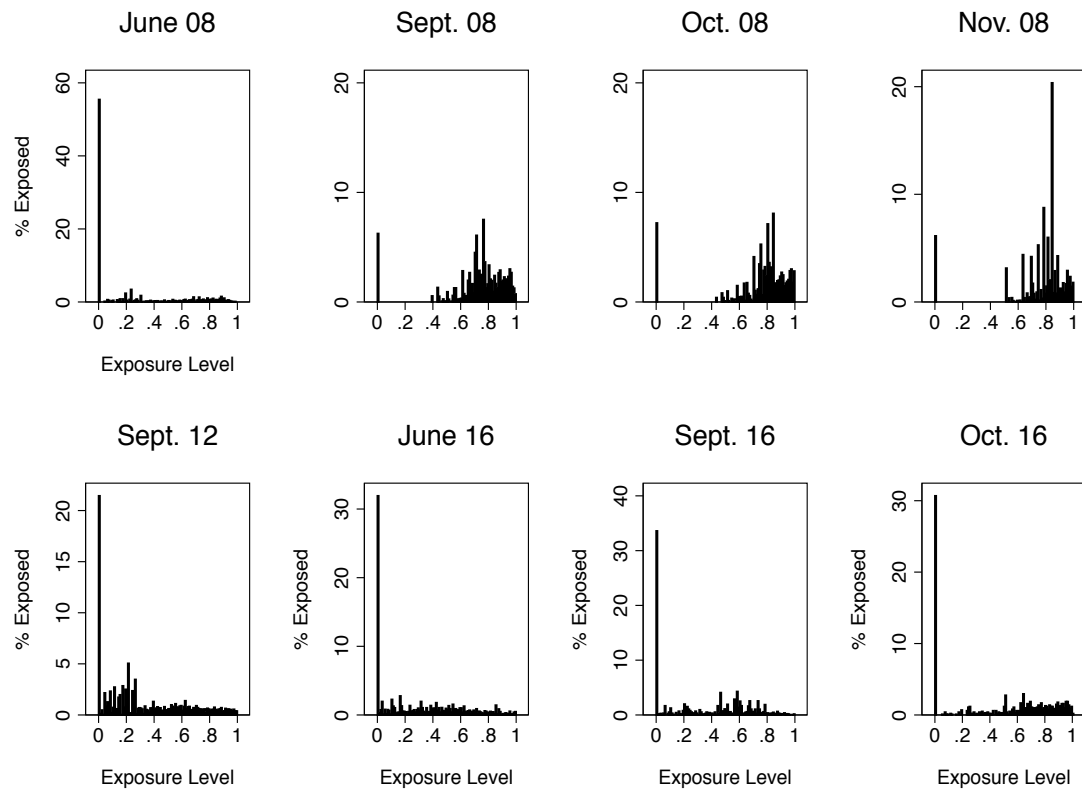 June 08
Sept. 08
Oct. 08
Nov. 08
% Exposed
60
40
20
0
20
10
0
20
10
0
20
10
0
0 .2 .4 .6 .8 1
0 .2 .4 .6 .8 1
0 .2 .4 .6 .8 1
0 .2 .4 .6 .8 1
Exposure Level
Sept. 12
June 16
Sept. 16
Oct. 16
% Exposed
20
15
10
5
0
% Exposed
30
20
10
0
% Exposed
40
30
20
10
0
% Exposed
30
20
10
0
0 .2 .4 .6 .8 1
0 .2 .4 .6 .8 1
0 .2 .4 .6 .8 1
0 .2 .4 .6 .8 1
Exposure Level
Exposure Level
Exposure Level
Exposure Level